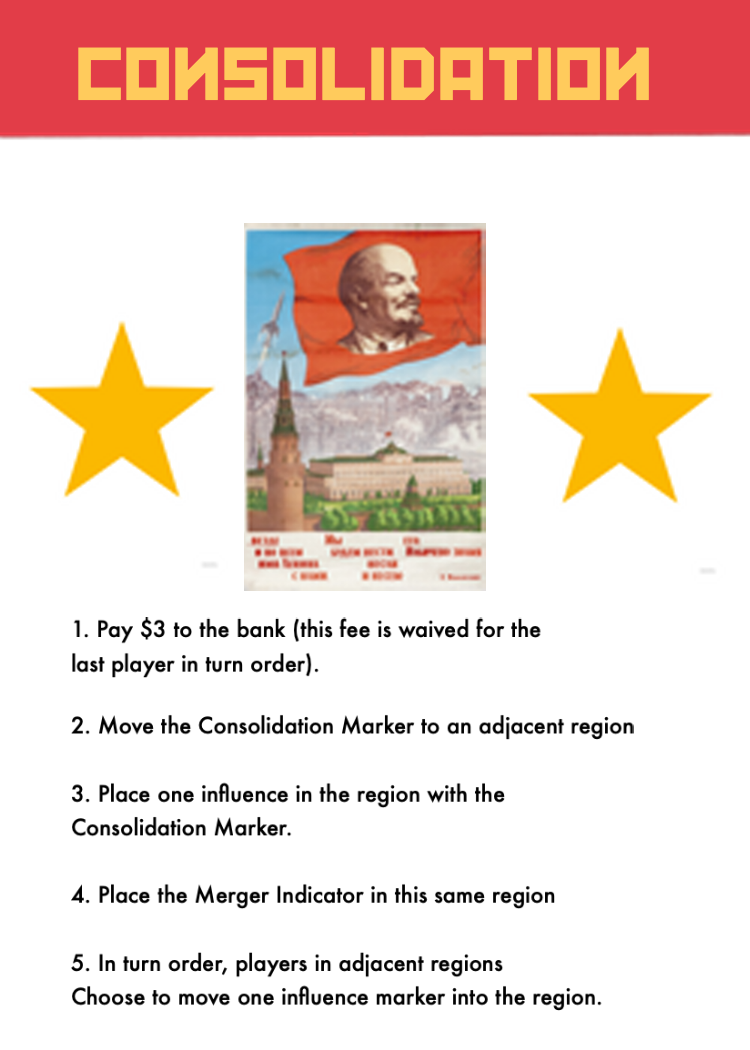 CONSOLIDATION
1. Pay $3 to the bank (this fee is waived for the
last player in turn order).
2. Move the Consolidation Marker to an adjacent region
3. Place one influence in the region with the
Consolidation Marker.
4. Place the Merger Indicator in this same region
5. In turn order, players in adjacent regions
Choose to move one influence marker into the region.